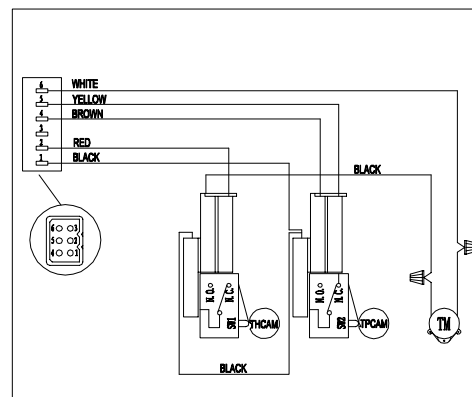 6 WHITE
5 YELLOW
4 BROWN
3
2 RED
1 BLACK
BLACK
6 3
5 2
4 1
N.O. N.C.
SW1 THCAM
N.O. N.C.
SW2 TPCAM
TM
BLACK